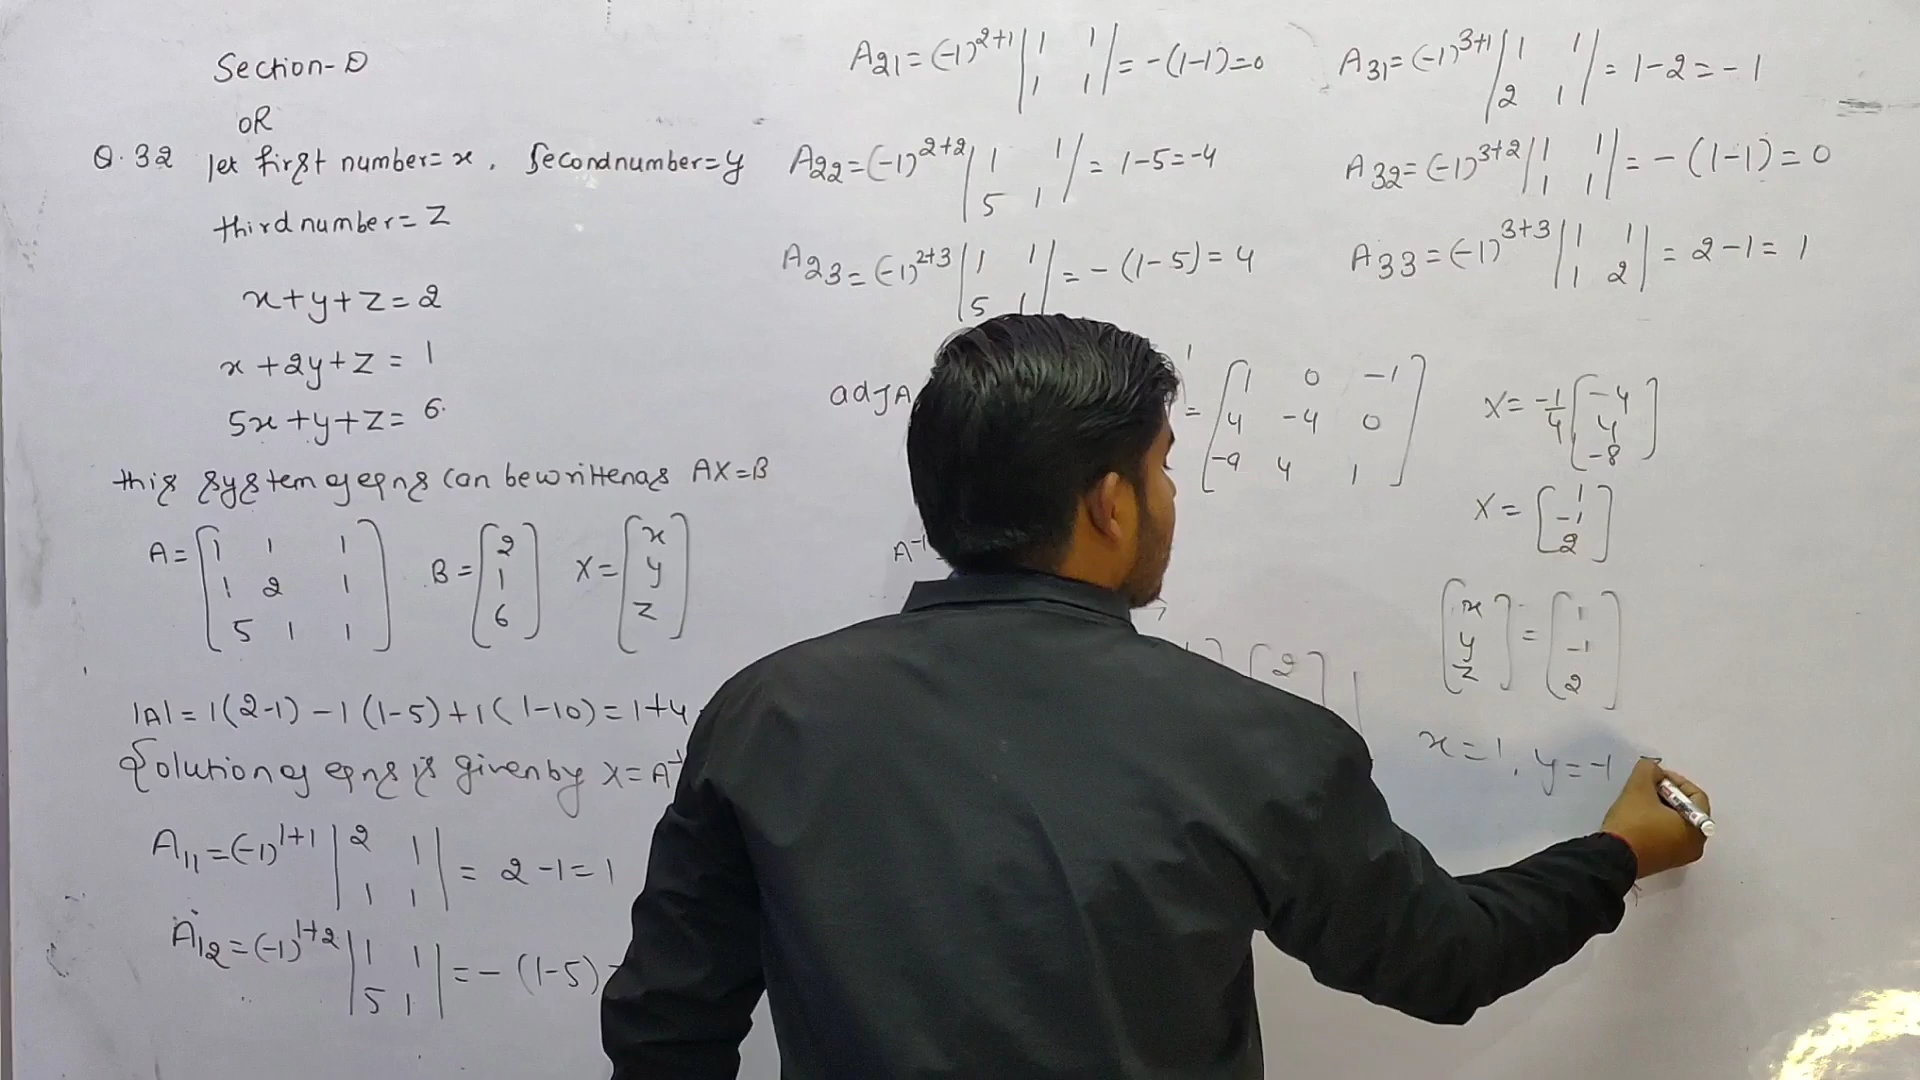 Section-D
OR
Q.32 let first number=x, Second number=y
third number=z
x+y+z=2
x+2y+z=1
5x+y+z=6.
this system of eqns can be written as AX=B
A=[1 1 1
1 2 1
5 1 1] B=[2
1
6] X=[x
y
z]
|A|=1(2-1)-1(1-5)+1(1-10)=1+4
Solution of eqns is given by X=A⁻¹
A₁₁=(-1)¹⁺¹|2 1
1 1|=2-1=1
A₁₂=(-1)¹⁺²|1 1
5 1|=-(1-5)
A₂₁=(-1)²⁺¹|1 1
1 1|=-(1-1)=0
A₂₂=(-1)²⁺²|1 1
5 1|=1-5=-4
A₂₃=(-1)²⁺³|1 1
5 1|=-(1-5)=4
adjA
=[1 0 -1
4 -4 0
-9 4 1]
A⁻¹
[2
A₃₁=(-1)³⁺¹|1 1
2 1|=1-2=-1
A₃₂=(-1)³⁺²|1 1
1 1|=-(1-1)=0
A₃₃=(-1)³⁺³|1 1
1 2|=2-1=1
X=-1/4[-4
4
-8]
X=[1
-1
2]
[x
y
z]=[1
-1
2]
x=1, y=-1